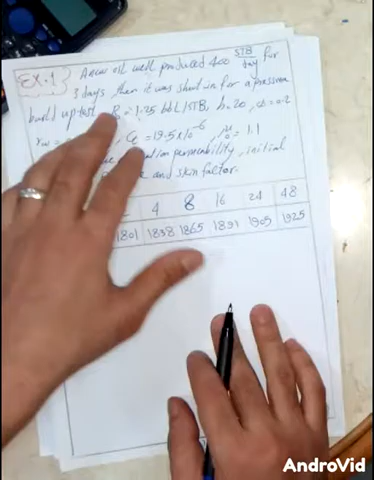 EX.1} A new oil well produced 400 STB/day for
3 days, then it was shut in for a pressure
build up test. = 1.25 bbl/STB, h=20, φ=0.2
rw = , = 19.5×10⁻⁶ , μo = 1.1
permeability, initial
and skin factor.
4 8 16 24 48
1801 1838 1865 1891 1905 1925
AndroVid